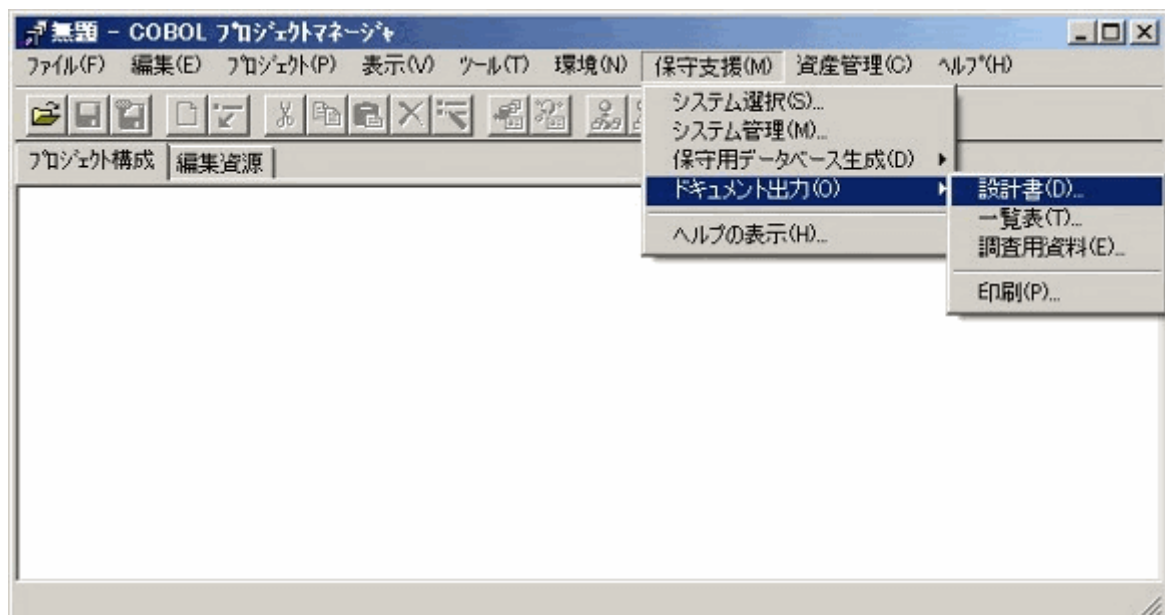 無題 - COBOL ﾌﾟﾛｼﾞｪｸﾄﾏﾈｰｼﾞｬ
ﾌｧｲﾙ(F) 編集(E) ﾌﾟﾛｼﾞｪｸﾄ(P) 表示(V) ﾂｰﾙ(T) 環境(N) 保守支援(M) 資産管理(C) ﾍﾙﾌﾟ(H)
ﾌﾟﾛｼﾞｪｸﾄ構成 編集資源
システム選択(S)...
システム管理(M)...
保守用データベース生成(D)
ドキュメント出力(O)
ヘルプの表示(H)...
設計書(D)...
一覧表(T)...
調査用資料(E)...
印刷(P)...